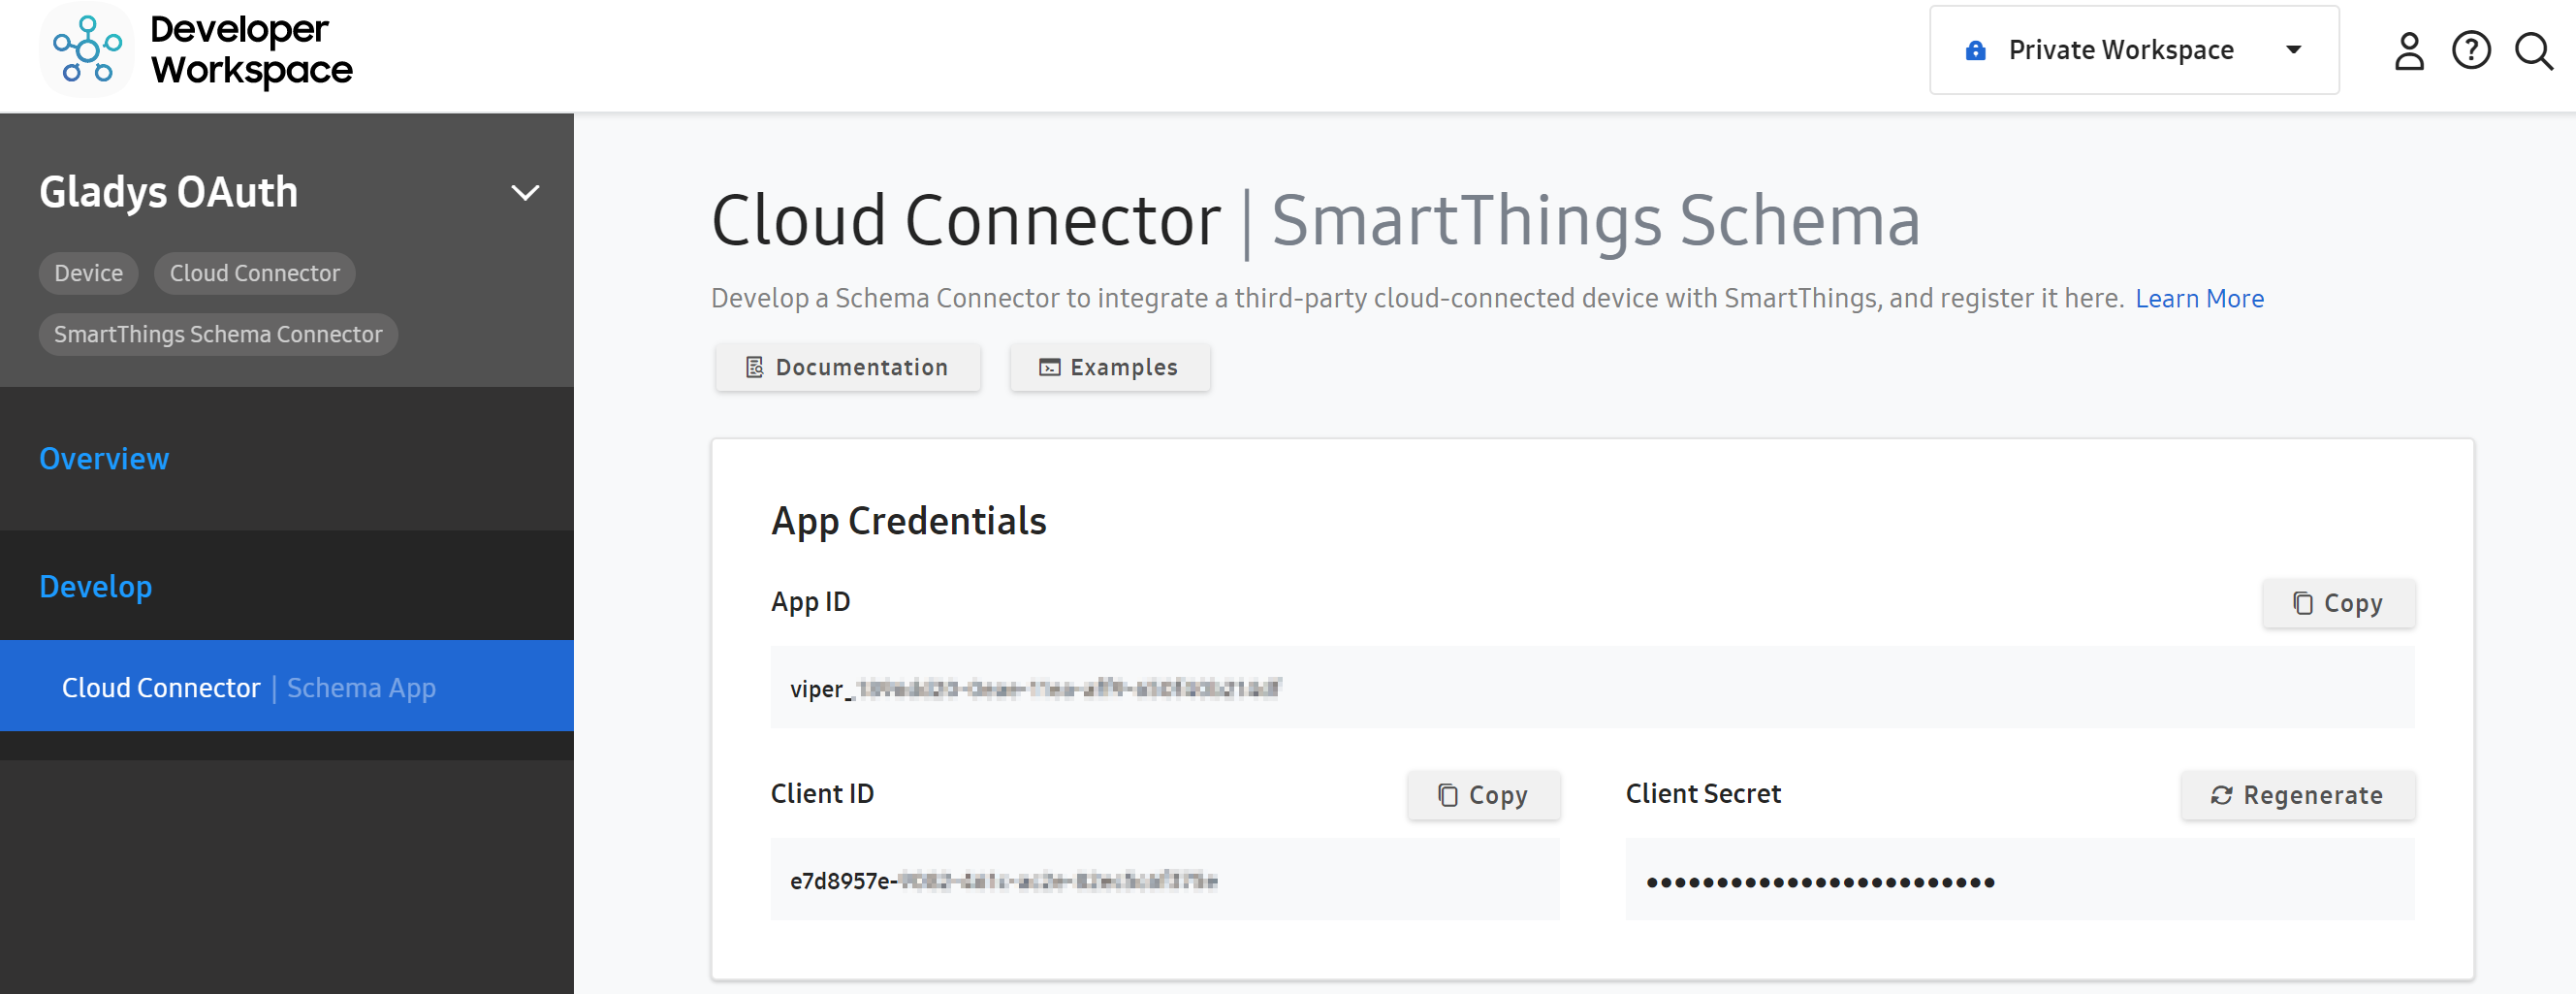 Developer
Workspace
Private Workspace
Gladys OAuth
Device Cloud Connector
SmartThings Schema Connector
Overview
Develop
Cloud Connector | Schema App
Cloud Connector | SmartThings Schema
Develop a Schema Connector to integrate a third-party cloud-connected device with SmartThings, and register it here. Learn More
Documentation Examples
App Credentials
App ID Copy
viper_
Client ID Copy
e7d8957e-
Client Secret Regenerate
•••••••••••••••••••••••••